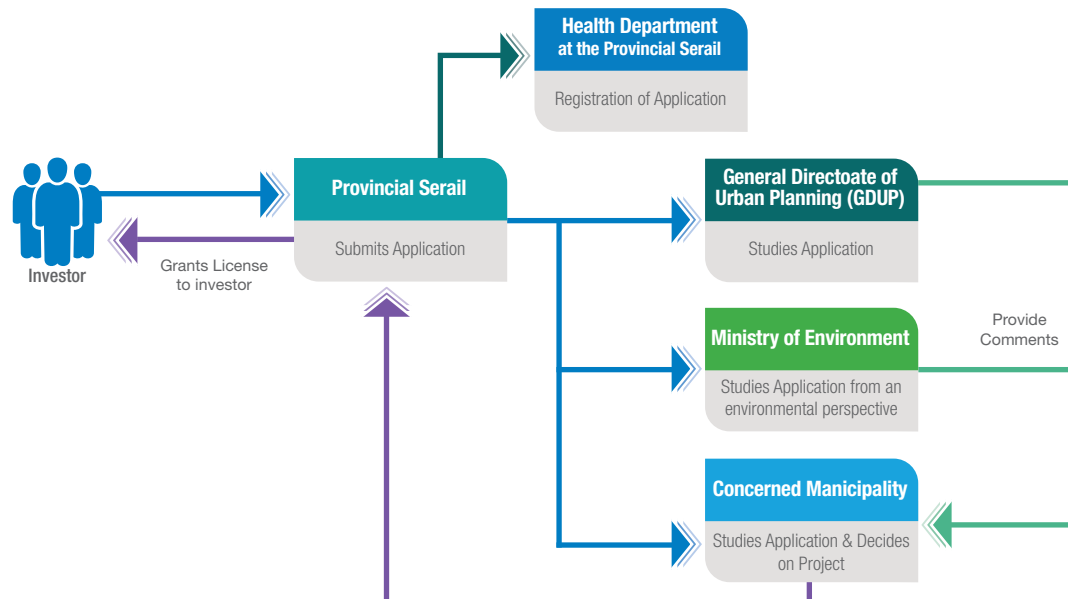 Health Department
at the Provincial Serail
Registration of Application
Provincial Serail
Submits Application
Investor
Grants License
to investor
General Directoate of
Urban Planning (GDUP)
Studies Application
Ministry of Environment
Studies Application from an
environmental perspective
Provide
Comments
Concerned Manicipality
Studies Application & Decides
on Project